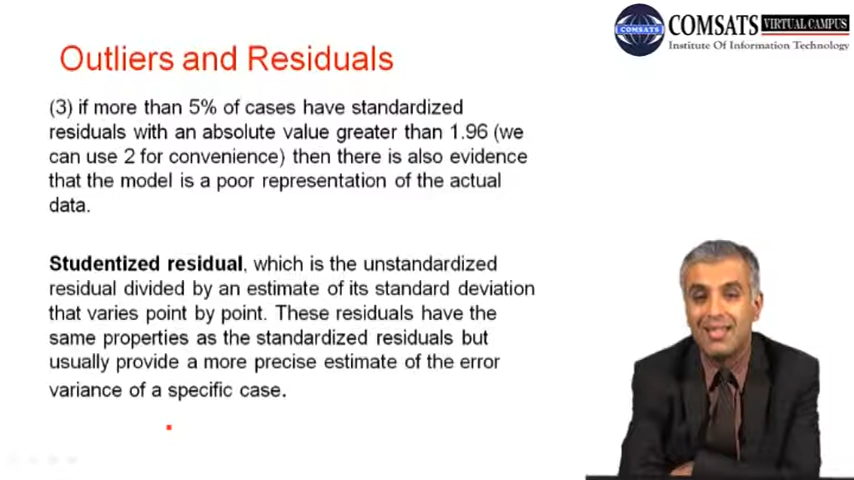 COMSATS VIRTUAL CAMPUS
COMSATS
Institute Of Information Technology
Outliers and Residuals
(3) if more than 5% of cases have standardized
residuals with an absolute value greater than 1.96 (we
can use 2 for convenience) then there is also evidence
that the model is a poor representation of the actual
data.
Studentized residual, which is the unstandardized
residual divided by an estimate of its standard deviation
that varies point by point. These residuals have the
same properties as the standardized residuals but
usually provide a more precise estimate of the error
variance of a specific case.